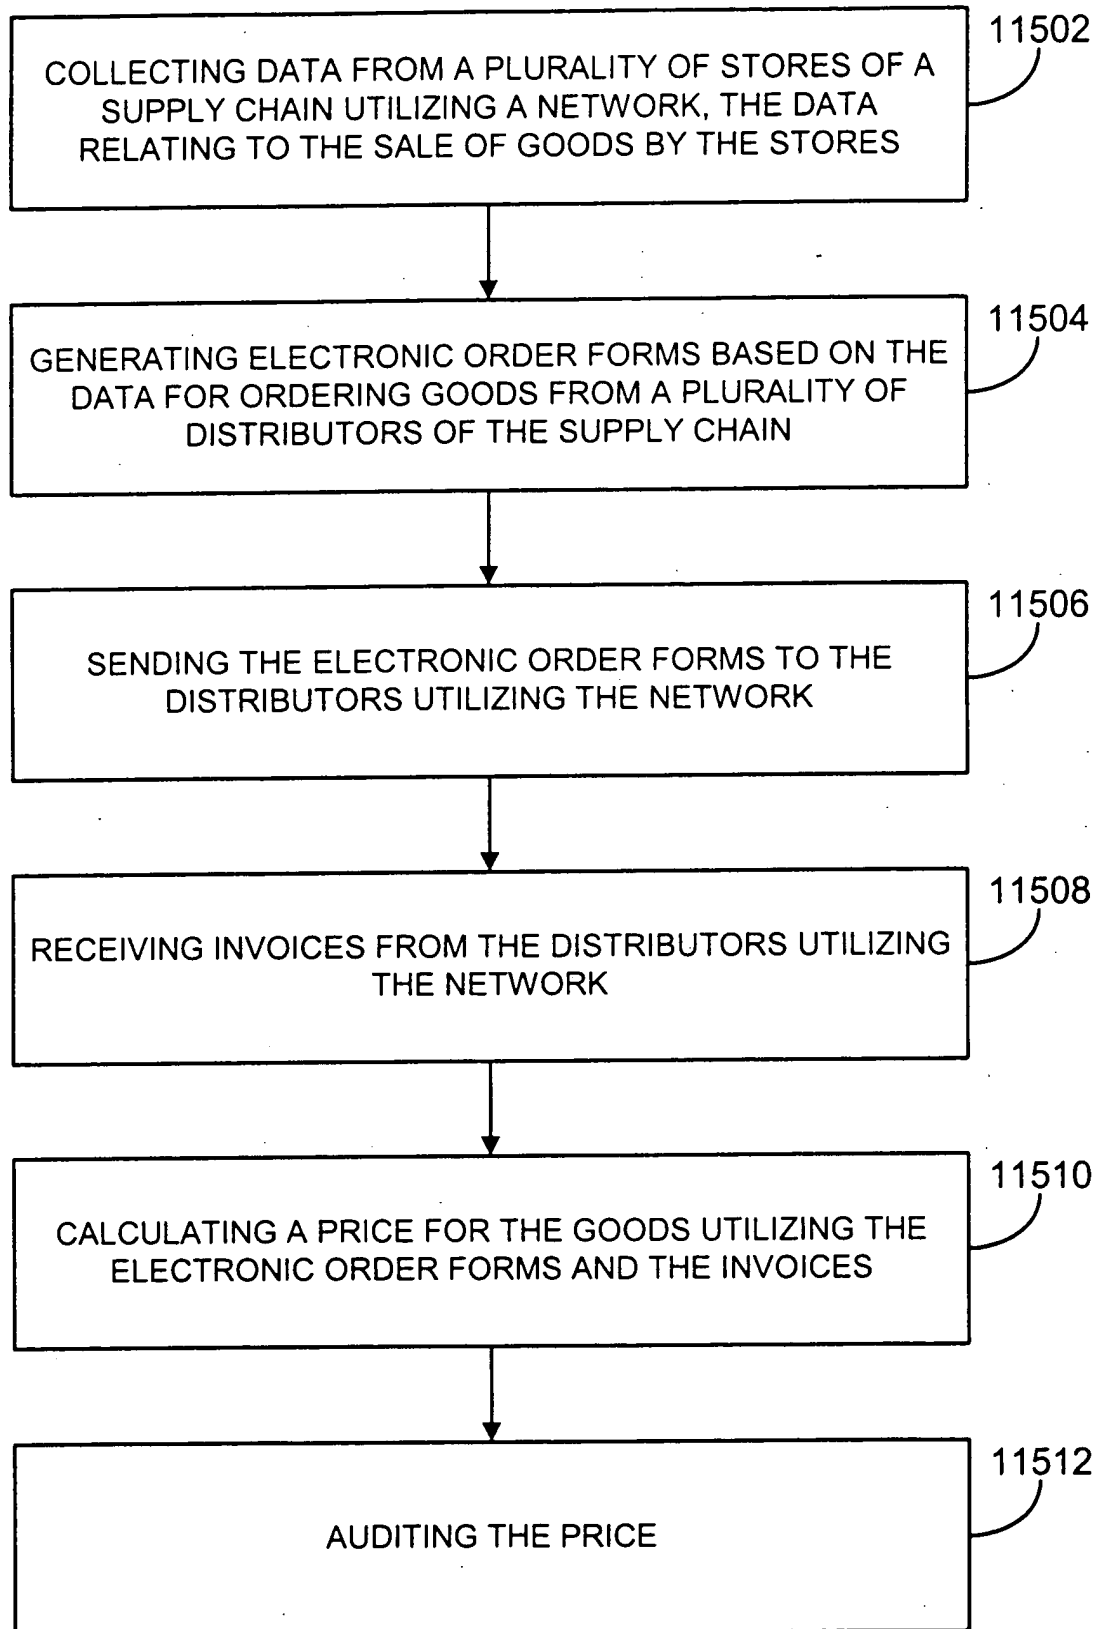 11502
COLLECTING DATA FROM A PLURALITY OF STORES OF A
SUPPLY CHAIN UTILIZING A NETWORK, THE DATA
RELATING TO THE SALE OF GOODS BY THE STORES
11504
GENERATING ELECTRONIC ORDER FORMS BASED ON THE
DATA FOR ORDERING GOODS FROM A PLURALITY OF
DISTRIBUTORS OF THE SUPPLY CHAIN
11506
SENDING THE ELECTRONIC ORDER FORMS TO THE
DISTRIBUTORS UTILIZING THE NETWORK
11508
RECEIVING INVOICES FROM THE DISTRIBUTORS UTILIZING
THE NETWORK
11510
CALCULATING A PRICE FOR THE GOODS UTILIZING THE
ELECTRONIC ORDER FORMS AND THE INVOICES
11512
AUDITING THE PRICE